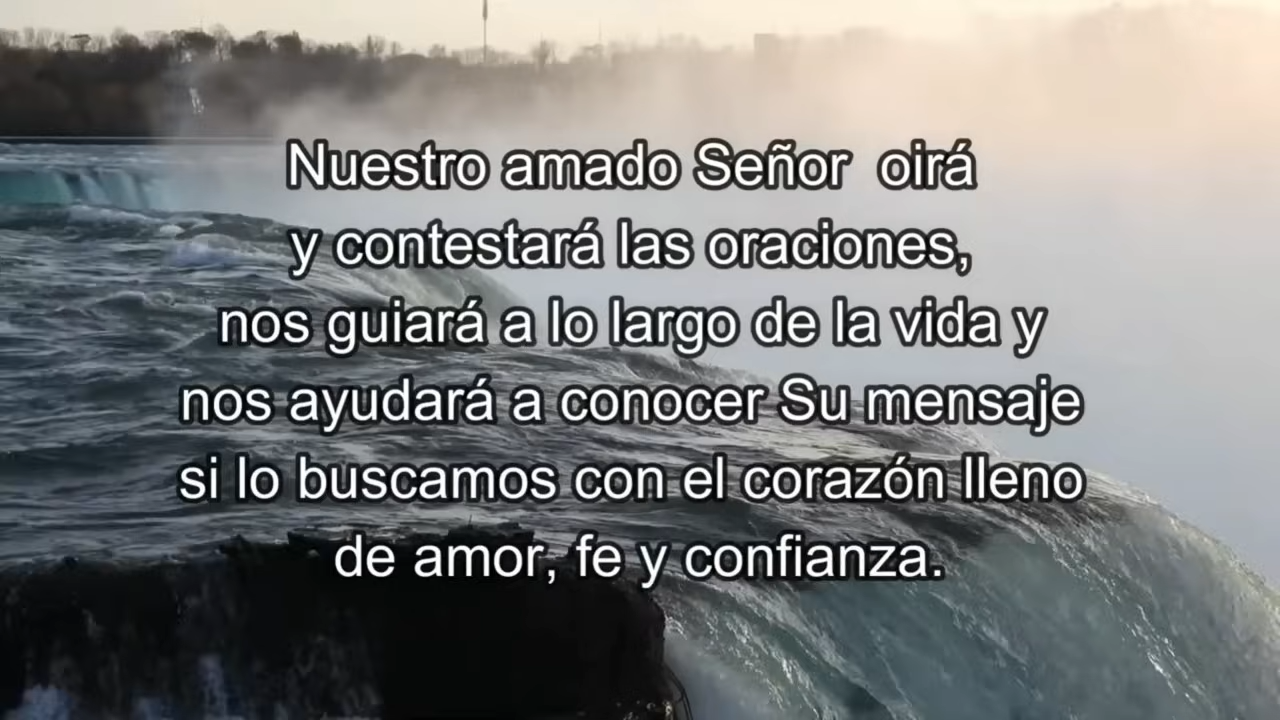 Nuestro amado Señor oirá
y contestará las oraciones,
nos guiará a lo largo de la vida y
nos ayudará a conocer Su mensaje
si lo buscamos con el corazón lleno
de amor, fe y confianza.